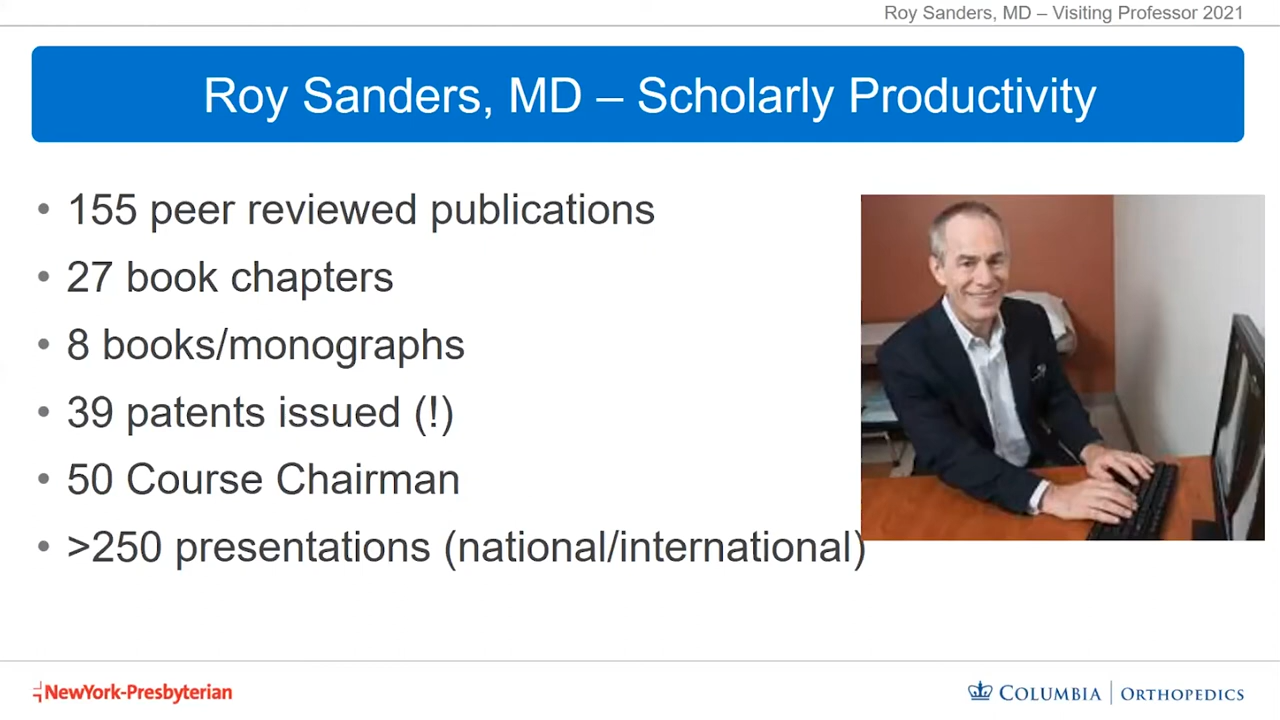 Roy Sanders, MD – Visiting Professor 2021
Roy Sanders, MD – Scholarly Productivity
• 155 peer reviewed publications
• 27 book chapters
• 8 books/monographs
• 39 patents issued (!)
• 50 Course Chairman
• >250 presentations (national/international)
NewYork-Presbyterian
COLUMBIA | ORTHOPEDICS